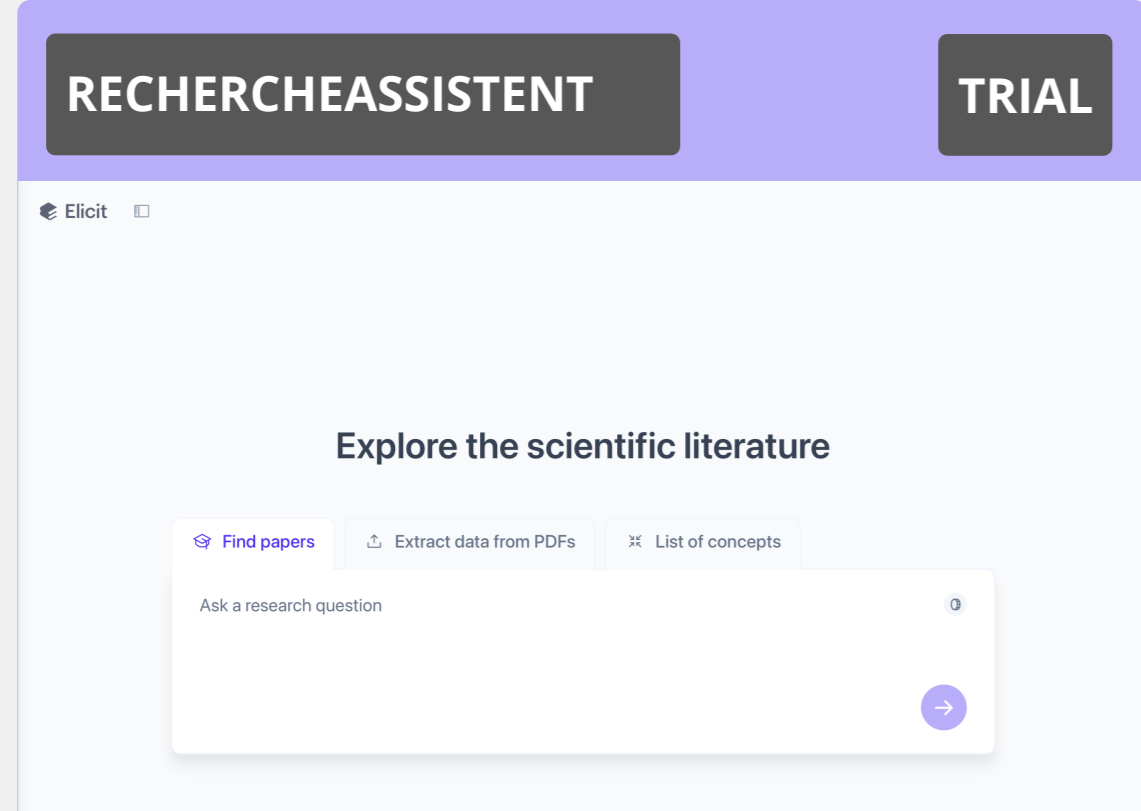 RECHERCHEASSISTENT
TRIAL
Elicit
Explore the scientific literature
Find papers
Extract data from PDFs
List of concepts
Ask a research question